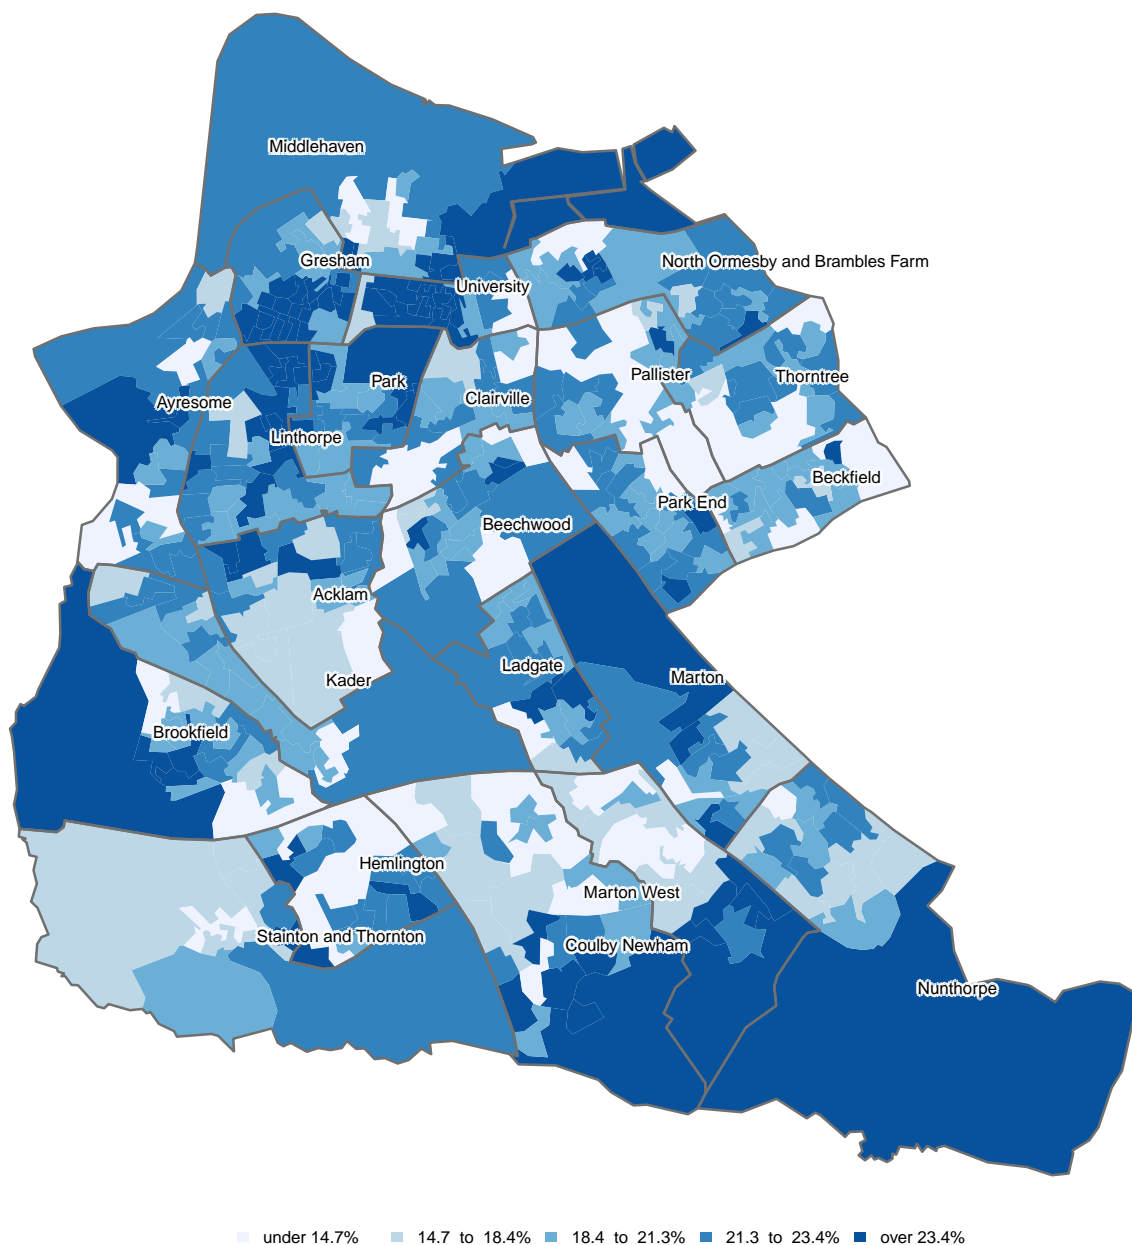 Middlehaven
Gresham
North Ormesby and Brambles Farm
University
Pallister
Thorntree
Park
Clairville
Ayresome
Linthorpe
Beckfield
Park End
Beechwood
Acklam
Ladgate
Kader
Marton
Brookfield
Hemlington
Marton West
Stainton and Thornton
Coulby Newham
Nunthorpe
under 14.7% 14.7 to 18.4% 18.4 to 21.3% 21.3 to 23.4% over 23.4%